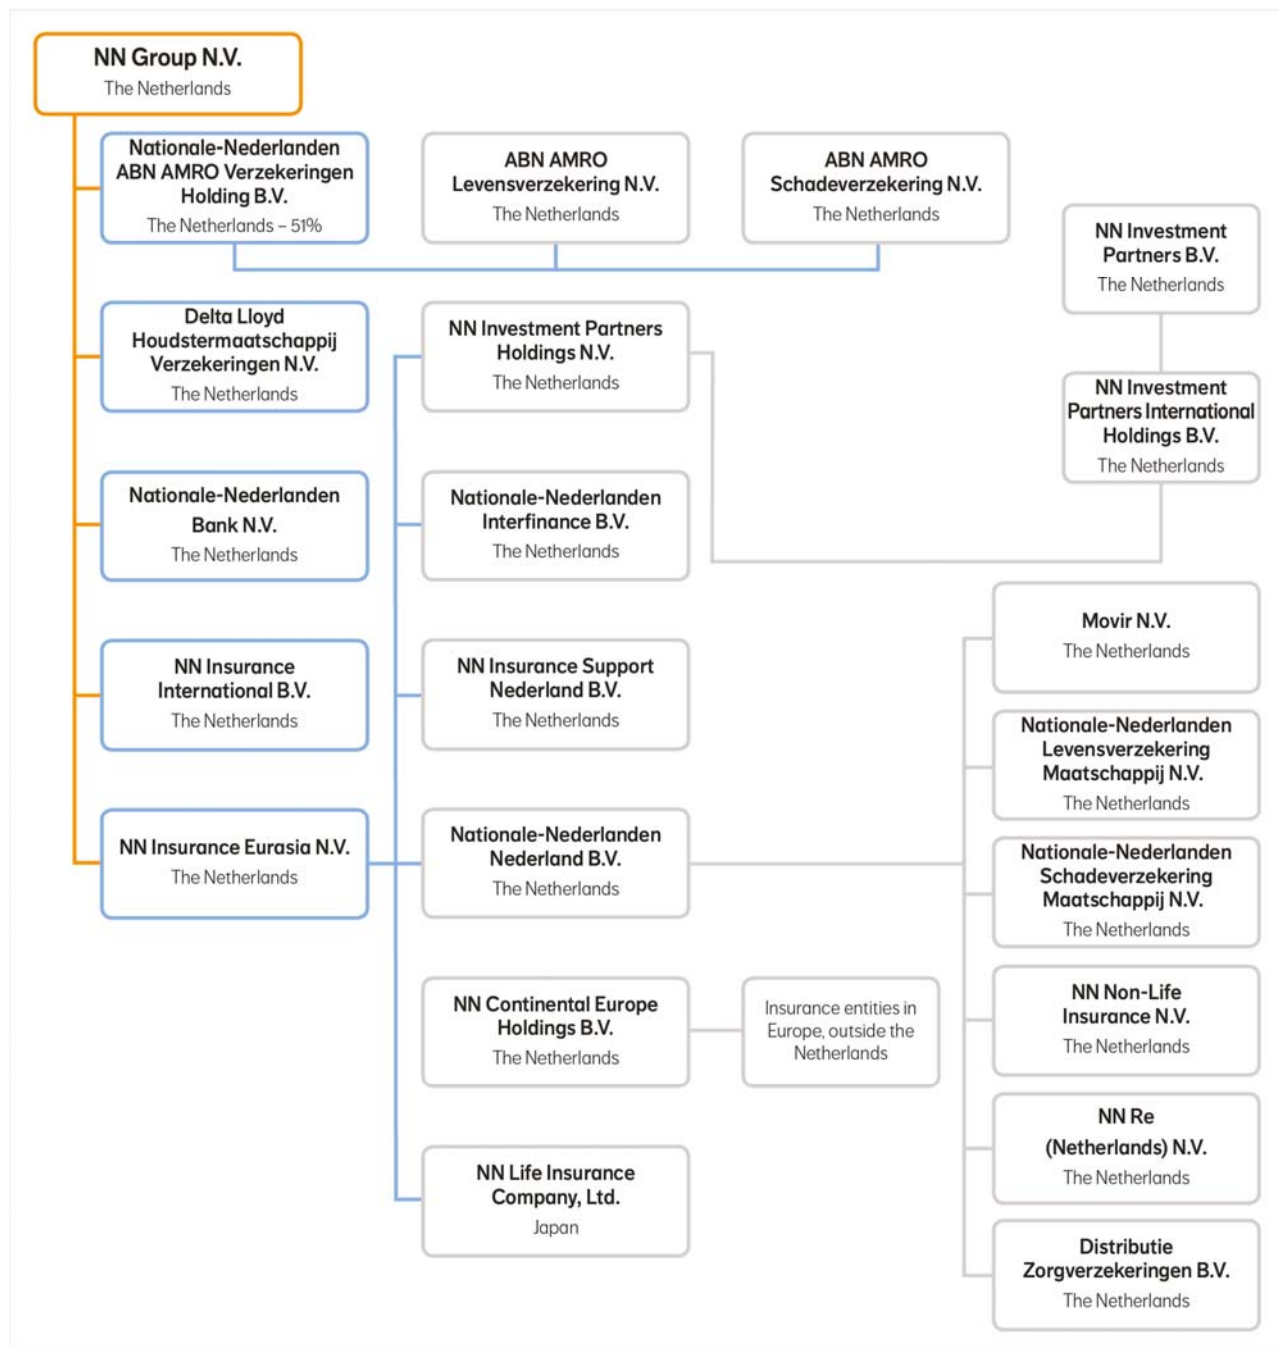 NN Group N.V.
The Netherlands
Nationale-Nederlanden
ABN AMRO Verzekeringen
Holding B.V.
The Netherlands – 51%
ABN AMRO
Levensverzekering N.V.
The Netherlands
ABN AMRO
Schadeverzekering N.V.
The Netherlands
NN Investment
Partners B.V.
The Netherlands
Delta Lloyd
Houdstermaatschappij
Verzekeringen N.V.
The Netherlands
NN Investment Partners
Holdings N.V.
The Netherlands
NN Investment
Partners International
Holdings B.V.
The Netherlands
Nationale-Nederlanden
Bank N.V.
The Netherlands
Nationale-Nederlanden
Interfinance B.V.
The Netherlands
NN Insurance
International B.V.
The Netherlands
NN Insurance Support
Nederland B.V.
The Netherlands
NN Insurance Eurasia N.V.
The Netherlands
Nationale-Nederlanden
Nederland B.V.
The Netherlands
NN Continental Europe
Holdings B.V.
The Netherlands
Insurance entities in
Europe, outside the
Netherlands
NN Life Insurance
Company, Ltd.
Japan
Movir N.V.
The Netherlands
Nationale-Nederlanden
Levensverzekering
Maatschappij N.V.
The Netherlands
Nationale-Nederlanden
Schadeverzekering
Maatschappij N.V.
The Netherlands
NN Non-Life
Insurance N.V.
The Netherlands
NN Re
(Netherlands) N.V.
The Netherlands
Distributie
Zorgverzekeringen B.V.
The Netherlands